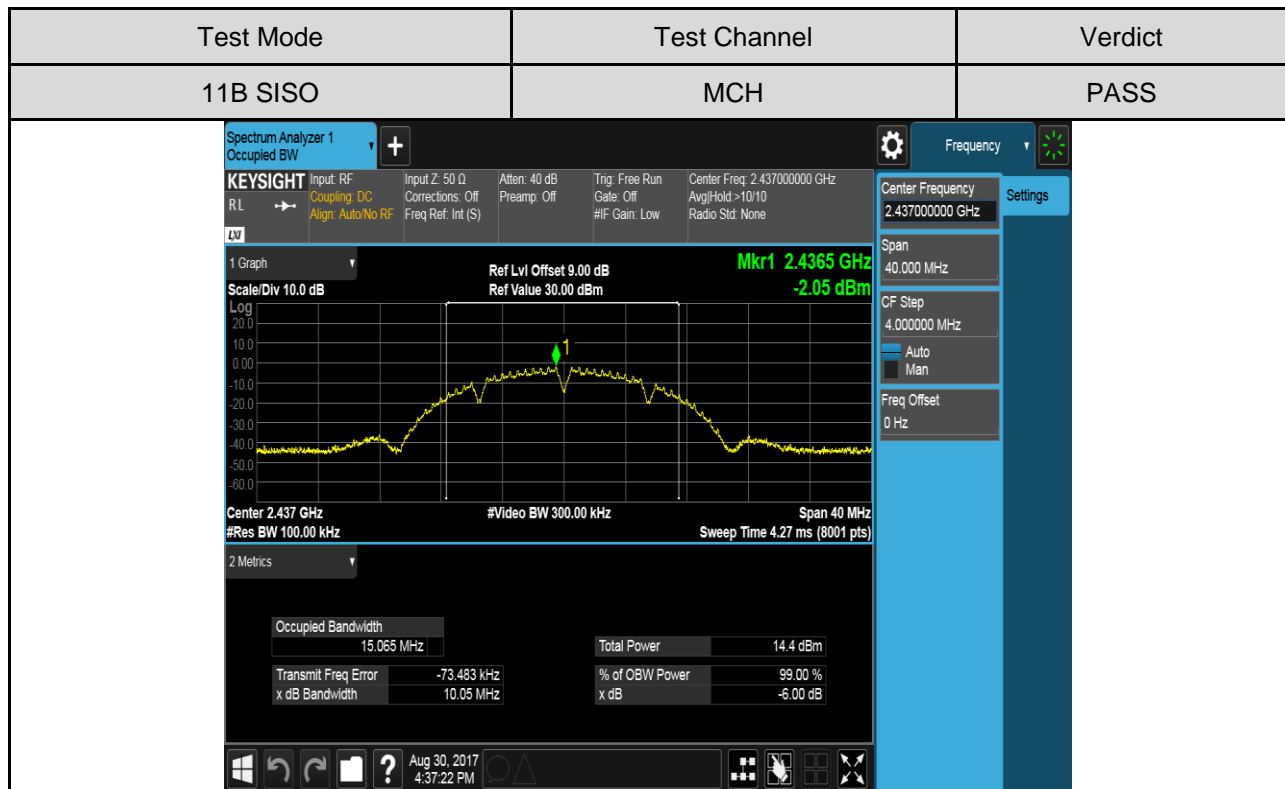 Test Mode Test Channel Verdict
11B SISO MCH PASS
Spectrum Analyzer 1
Occupied BW
+
Frequency
KEYSIGHT Input: RF Input Z: 50 Ω Atten: 40 dB Trig: Free Run Center Freq: 2.437000000 GHz
RL Coupling: DC Corrections: Off Preamp: Off Gate: Off Avg|Hold:>10/10
Align: Auto/No RF Freq Ref: Int (S) #IF Gain: Low Radio Std: None
LXI
Center Frequency
2.437000000 GHz
Settings
Span
40.000 MHz
CF Step
4.000000 MHz
Auto
Man
Freq Offset
0 Hz
1 Graph
Ref Lvl Offset 9.00 dB Mkr1 2.4365 GHz
Scale/Div 10.0 dB Ref Value 30.00 dBm -2.05 dBm
Log
20.0
10.0
1
0.00
-10.0
-20.0
-30.0
-40.0
-50.0
-60.0
Center 2.437 GHz #Video BW 300.00 kHz Span 40 MHz
#Res BW 100.00 kHz Sweep Time 4.27 ms (8001 pts)
2 Metrics
Occupied Bandwidth
15.065 MHz Total Power 14.4 dBm
Transmit Freq Error -73.483 kHz % of OBW Power 99.00 %
x dB Bandwidth 10.05 MHz x dB -6.00 dB
? Aug 30, 2017
4:37:22 PM